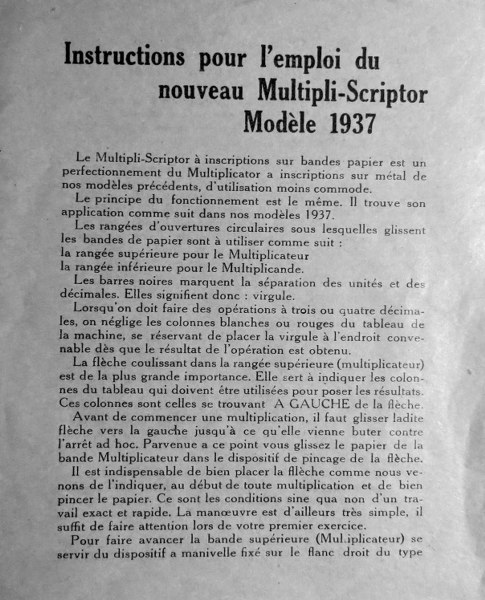 Instructions pour l'emploi du
nouveau Multipli-Scriptor
Modèle 1937
Le Multipli-Scriptor à inscriptions sur bandes papier est un
perfectionnement du Multiplicator a inscriptions sur métal de
nos modèles précédents, d'utilisation moins commode.
Le principe du fonctionnement est le même. Il trouve son
application comme suit dans nos modèles 1937.
Les rangées d'ouvertures circulaires sous lesquelles glissent
les bandes de papier sont à utiliser comme suit :
la rangée supérieure pour le Multiplicateur
la rangée inférieure pour le Multiplicande.
Les barres noires marquent la séparation des unités et des
décimales. Elles signifient donc : virgule.
Lorsqu'on doit faire des opérations à trois ou quatre décima-
les, on néglige les colonnes blanches ou rouges du tableau de
la machine, se réservant de placer la virgule à l'endroit conve-
nable dès que le résultat de l'opération est obtenu.
La flèche coulissant dans la rangée supérieure (multiplicateur)
est de la plus grande importance. Elle sert à indiquer les colon-
nes du tableau qui doivent être utilisées pour poser les résultats.
Ces colonnes sont celles se trouvant A GAUCHE de la flèche.
Avant de commencer une multiplication, il faut glisser ladite
flèche vers la gauche jusqu'à ce qu'elle vienne buter contre
l'arrêt ad hoc. Parvenue a ce point vous glissez le papier de la
bande Multiplicateur dans le dispositif de pincage de la flèche.
Il est indispensable de bien placer la flèche comme nous ve-
nons de l'indiquer, au début de toute multiplication et de bien
pincer le papier. Ce sont les conditions sine qua non d'un tra-
vail exact et rapide. La manœuvre est d'ailleurs très simple, il
suffit de faire attention lors de votre premier exercice.
Pour faire avancer la bande supérieure (Mul.iplicateur) se
servir du dispositif a manivelle fixé sur le flanc droit du type